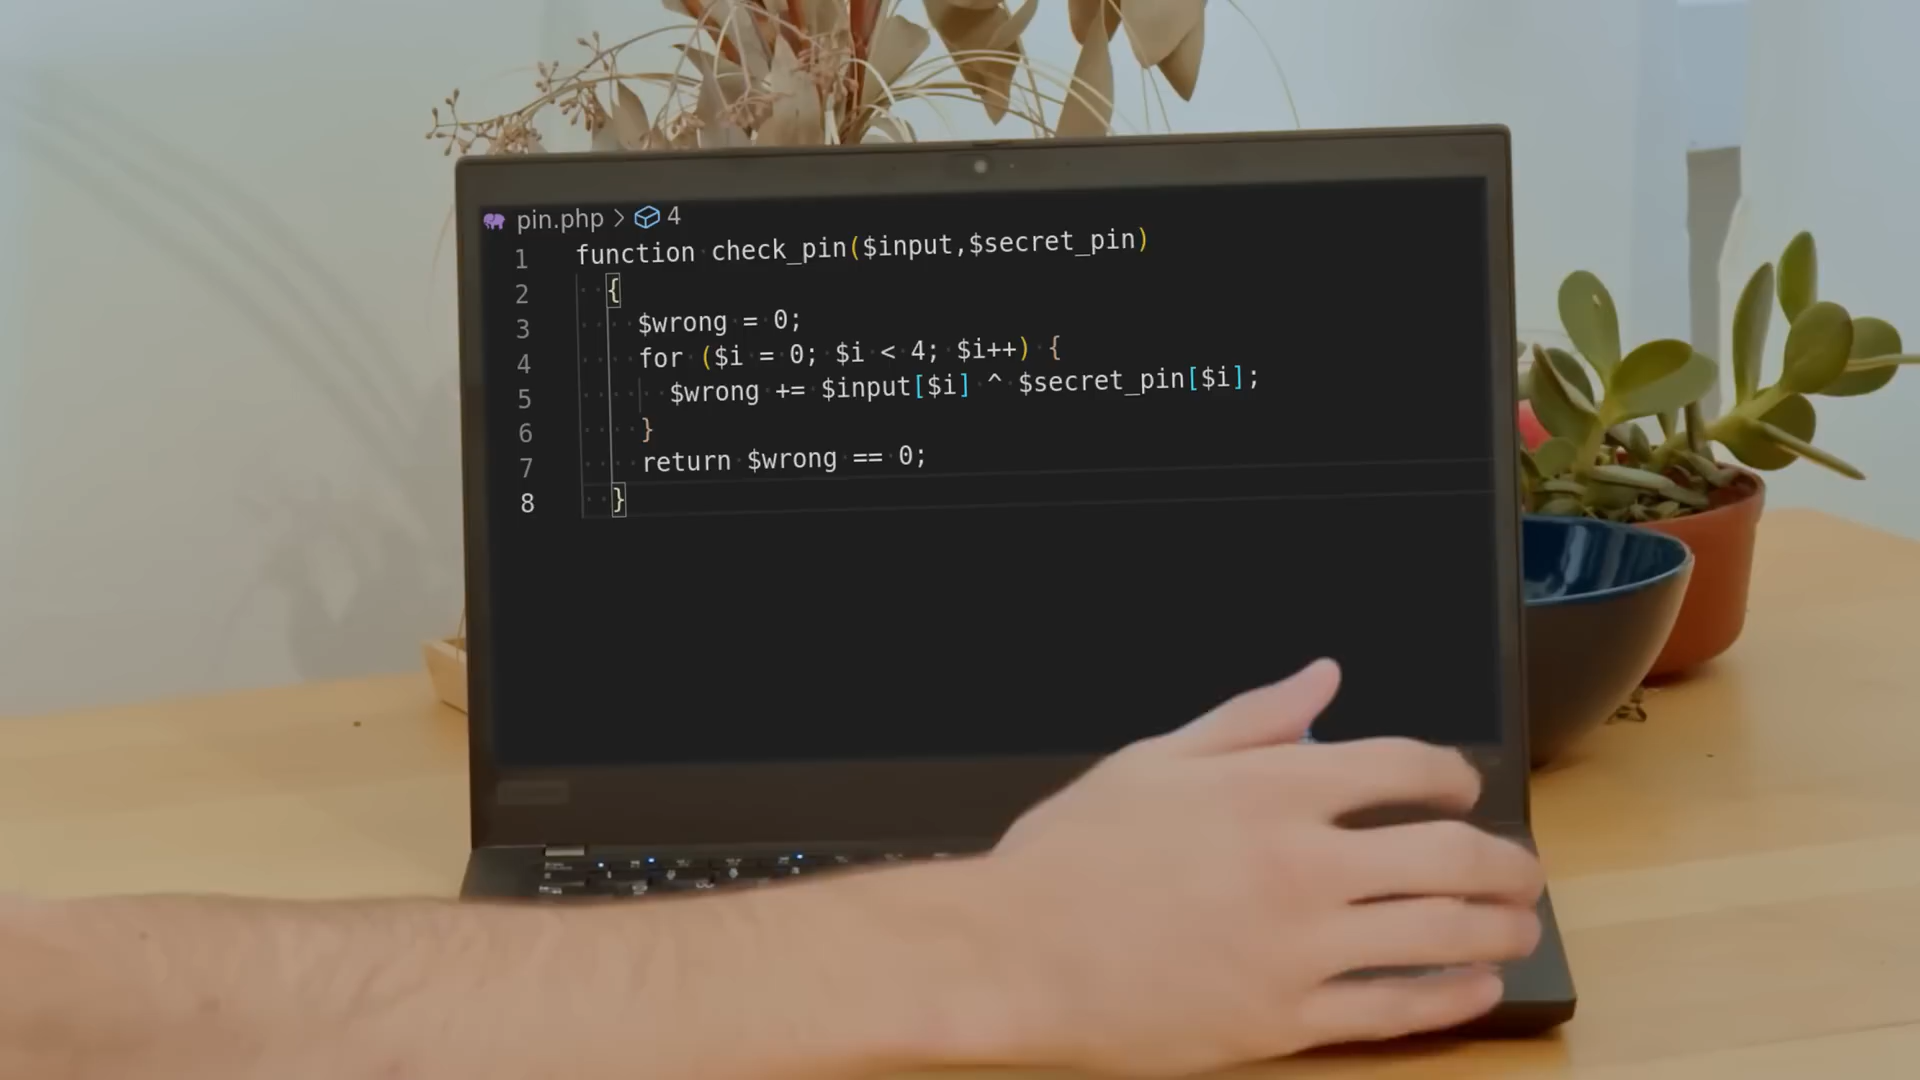 pin.php > 4
1 function check_pin($input,$secret_pin)
2 {
3 $wrong = 0;
4 for ($i = 0; $i < 4; $i++) {
5 $wrong += $input[$i] ^ $secret_pin[$i];
6 }
7 return $wrong == 0;
8 }